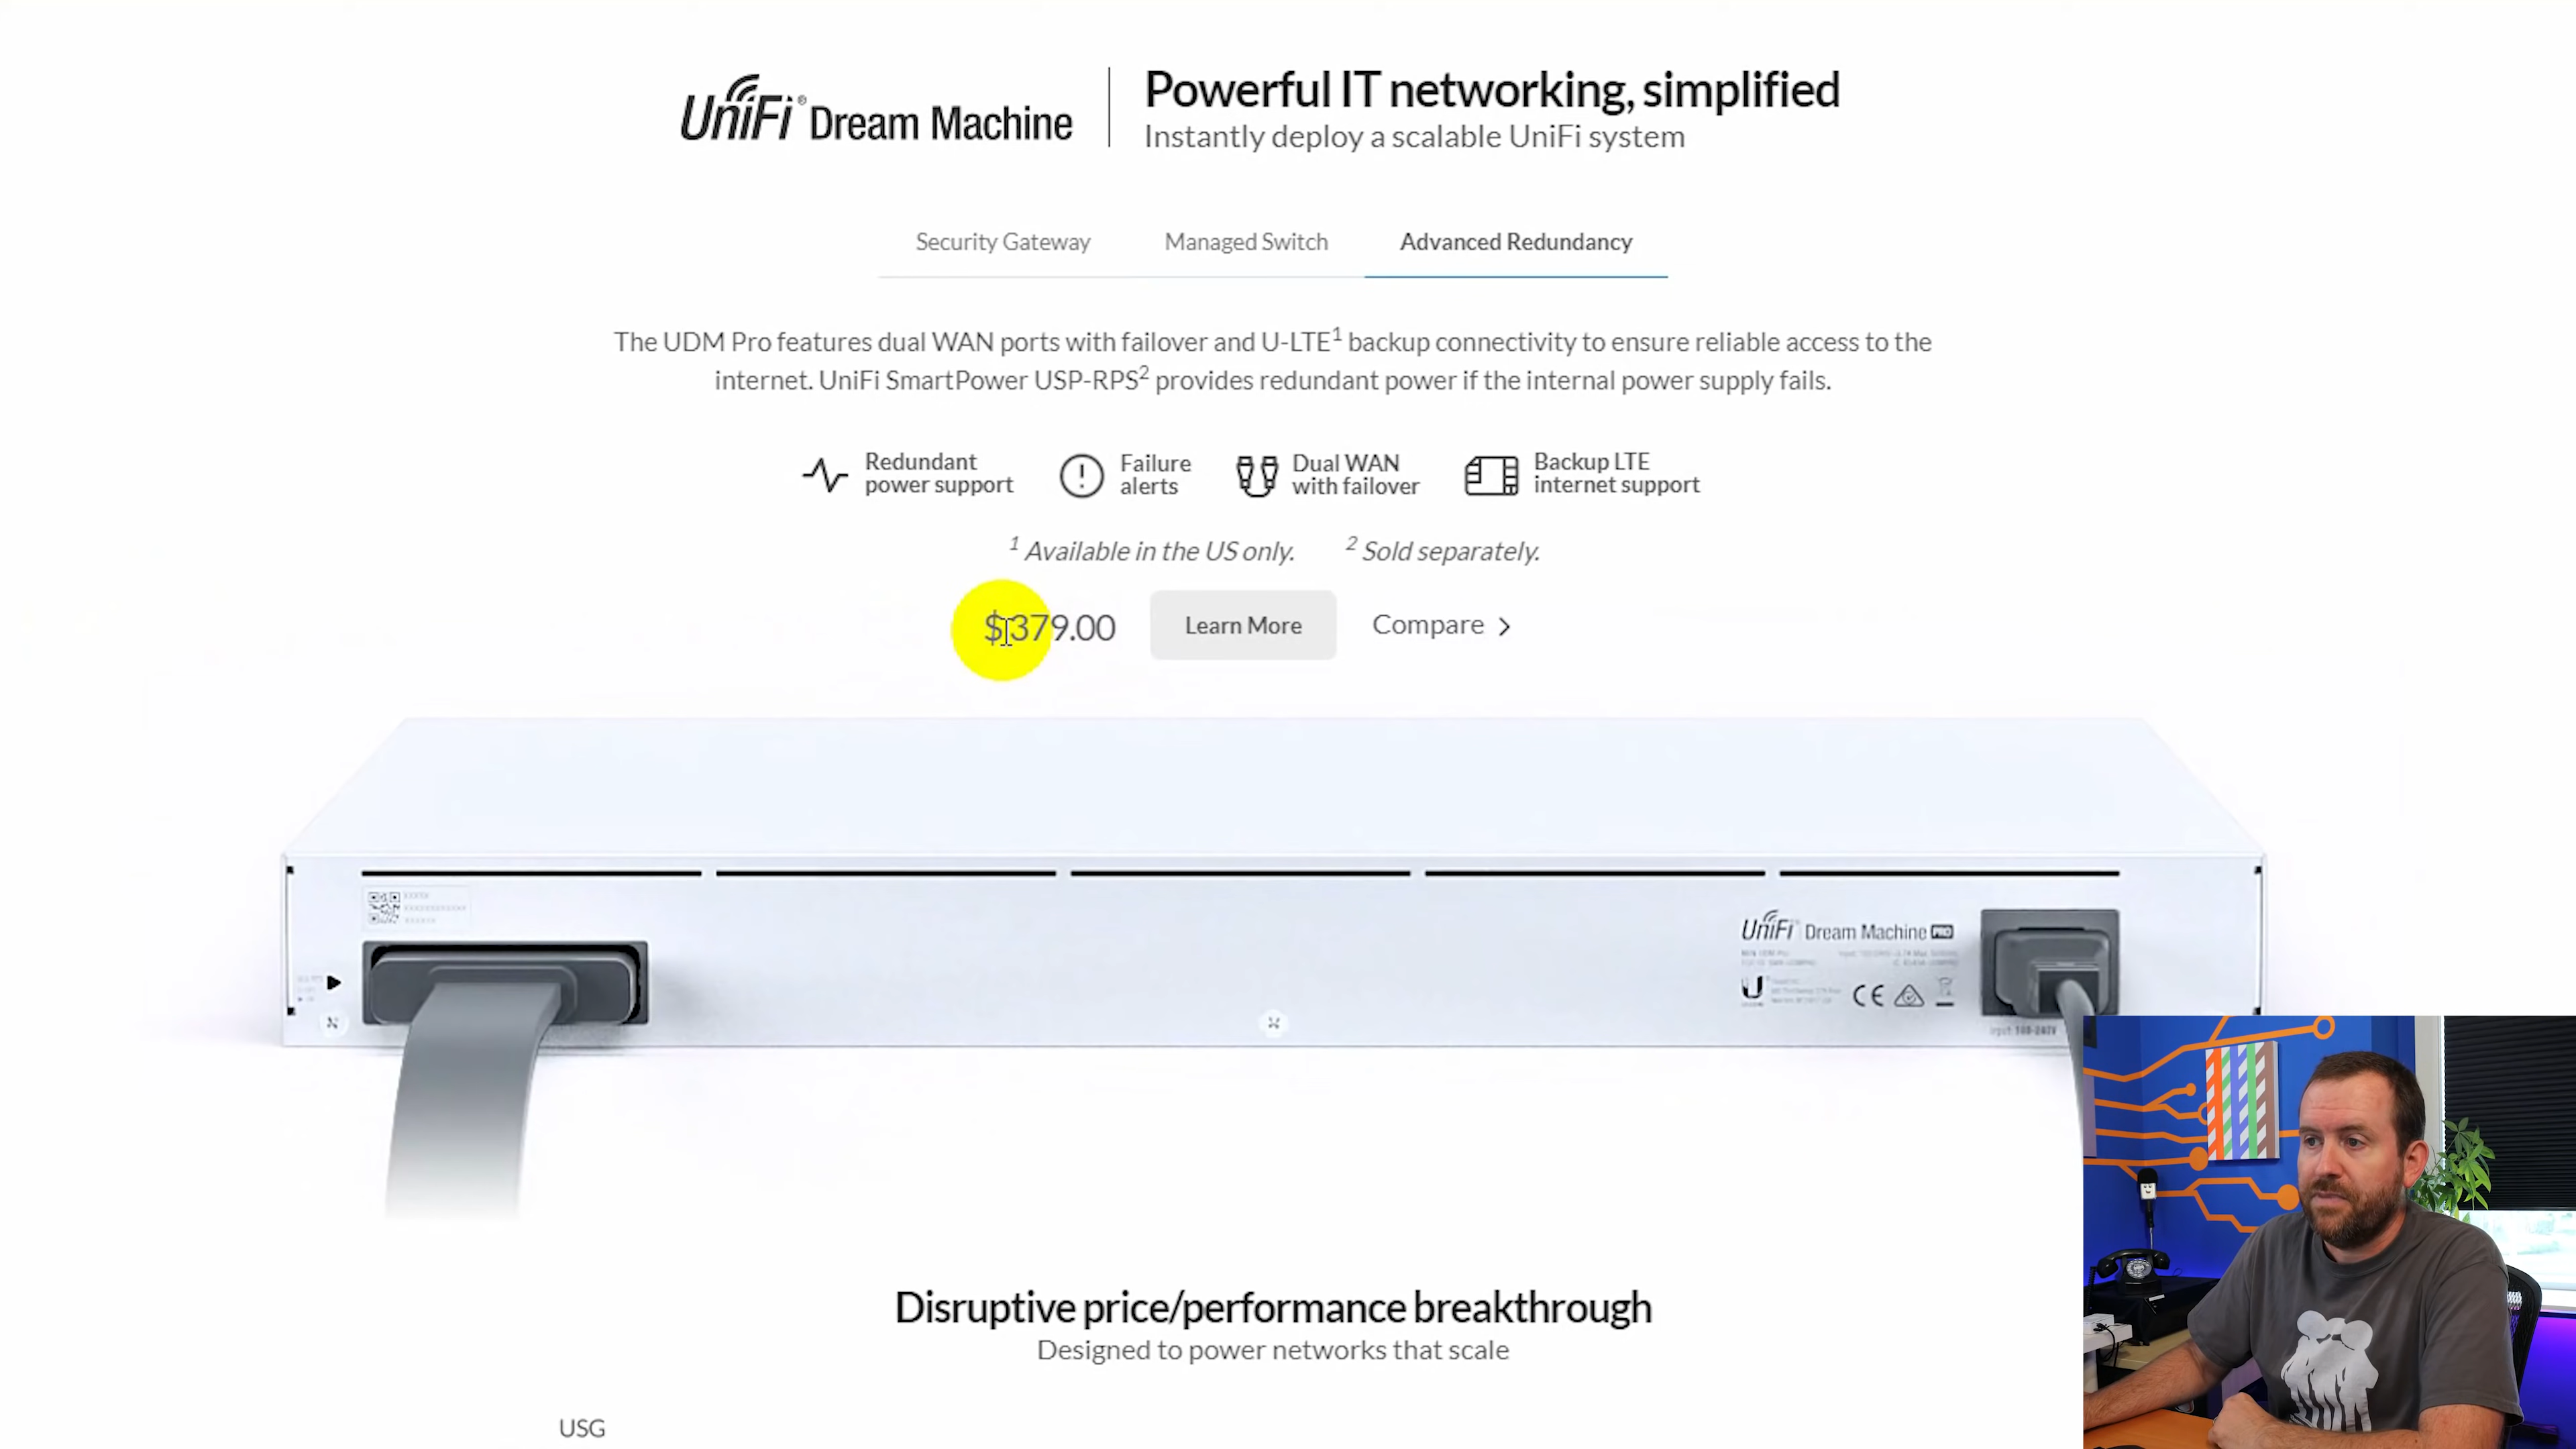 UniFi® Dream Machine
Powerful IT networking, simplified
Instantly deploy a scalable UniFi system
Security Gateway
Managed Switch
Advanced Redundancy
The UDM Pro features dual WAN ports with failover and U-LTE1 backup connectivity to ensure reliable access to the
internet. UniFi SmartPower USP-RPS2 provides redundant power if the internal power supply fails.
Redundant
power support
Failure
alerts
Dual WAN
with failover
Backup LTE
internet support
1 Available in the US only.
2 Sold separately.
$379.00
Learn More
Compare
UniFi Dream Machine PRO
CE
Input 100-240V
Disruptive price/performance breakthrough
Designed to power networks that scale
USG